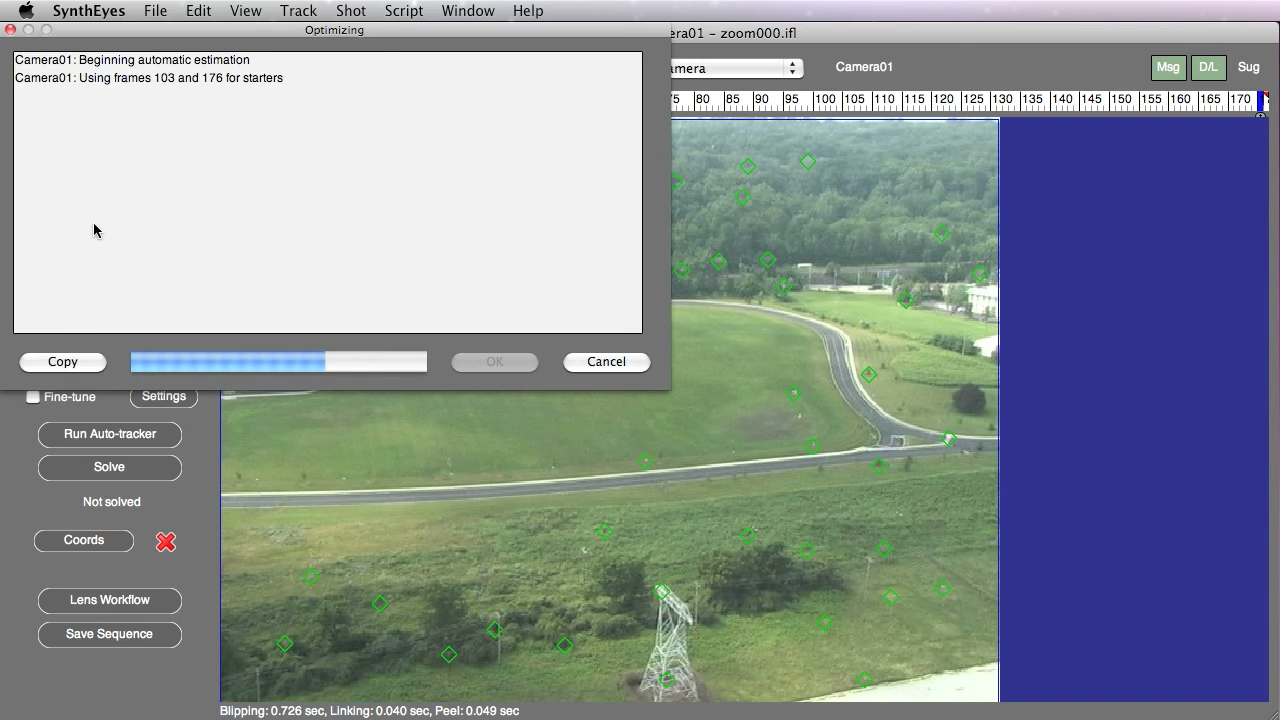 SynthEyes File Edit View Track Shot Script Window Help
Optimizing
era01 – zoom000.ifl
Camera01: Beginning automatic estimation
Camera01: Using frames 103 and 176 for starters
amera
Camera01
Msg
D/L
Sug
75 80 85 90 95 100 105 110 115 120 125 130 135 140 145 150 155 160 165 170
Copy
OK
Cancel
Fine-tune
Settings
Run Auto-tracker
Solve
Not solved
Coords
Lens Workflow
Save Sequence
Blipping: 0.726 sec, Linking: 0.040 sec, Peel: 0.049 sec